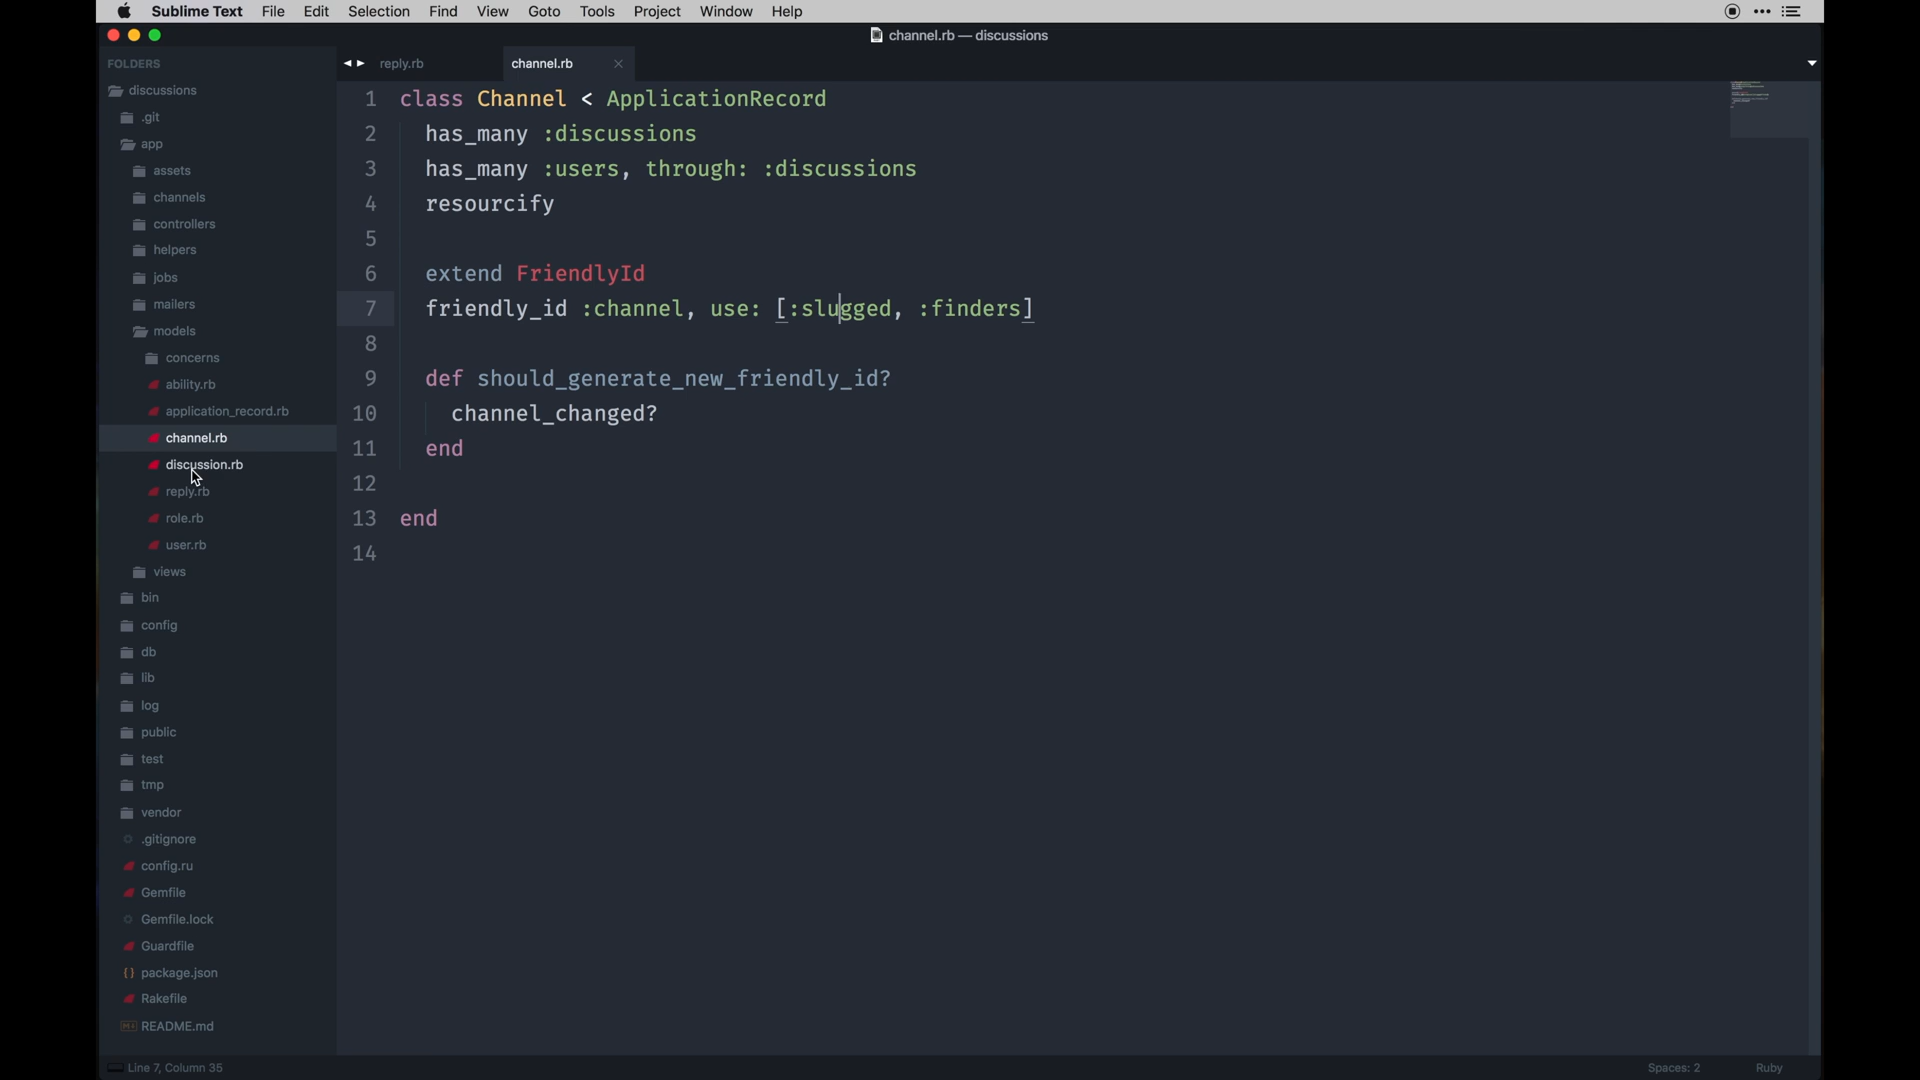 Sublime Text File Edit Selection Find View Goto Tools Project Window Help
channel.rb — discussions
FOLDERS
discussions
.git
app
assets
channels
controllers
helpers
jobs
mailers
models
concerns
ability.rb
application_record.rb
channel.rb
discussion.rb
reply.rb
role.rb
user.rb
views
bin
config
db
lib
log
public
test
tmp
vendor
.gitignore
config.ru
Gemfile
Gemfile.lock
Guardfile
{} package.json
Rakefile
README.md
reply.rb channel.rb
1 class Channel < ApplicationRecord
2 has_many :discussions
3 has_many :users, through: :discussions
4 resourcify
5
6 extend FriendlyId
7 friendly_id :channel, use: [:slugged, :finders]
8
9 def should_generate_new_friendly_id?
10 channel_changed?
11 end
12
13 end
14
Line 7, Column 35 Spaces: 2 Ruby